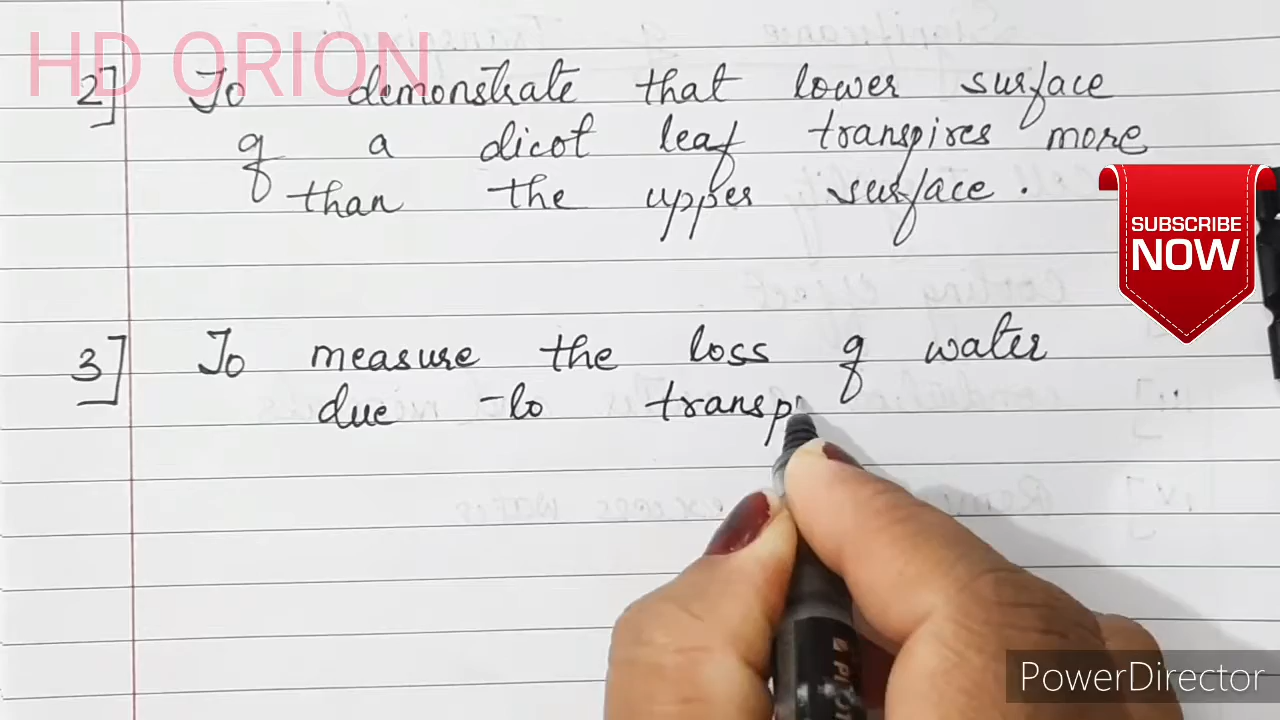 HD ORION
2] To demonstrate that lower surface
of a dicot leaf transpires more
than the upper surface.
SUBSCRIBE
NOW
3] To measure the loss of water
due to transp
PowerDirector